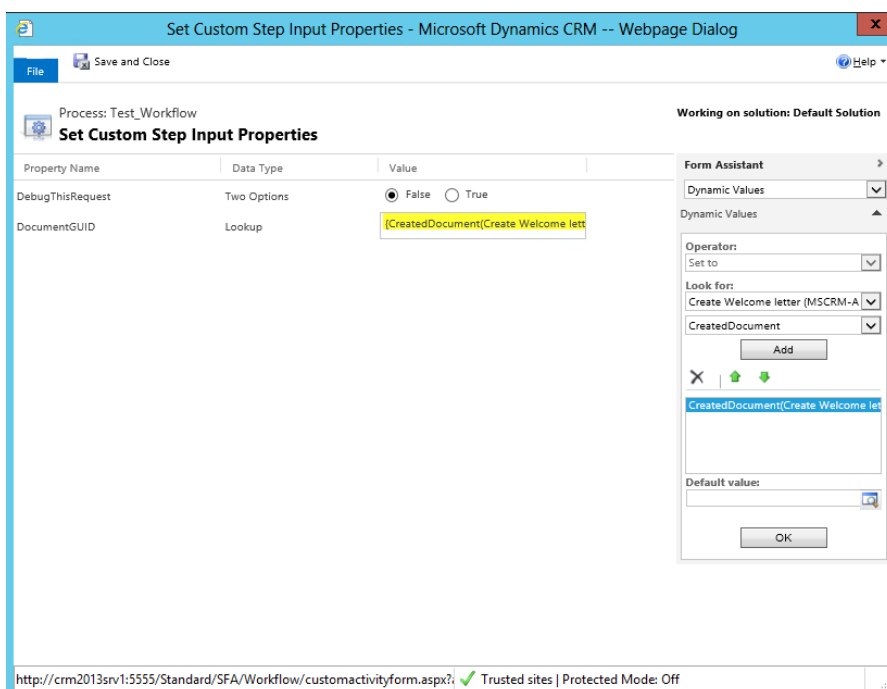 Set Custom Step Input Properties - Microsoft Dynamics CRM -- Webpage Dialog
x
File
Save and Close
Help
Process: Test_Workflow
Set Custom Step Input Properties
Working on solution: Default Solution
Property Name Data Type Value
DebugThisRequest Two Options False True
DocumentGUID Lookup {CreatedDocument(Create Welcome lett
Form Assistant
Dynamic Values
Dynamic Values
Operator:
Set to
Look for:
Create Welcome letter (MSCRM-A
CreatedDocument
Add
CreatedDocument(Create Welcome let
Default value:
OK
http://crm2013srv1:5555/Standard/SFA/Workflow/customactivityform.aspx? Trusted sites | Protected Mode: Off